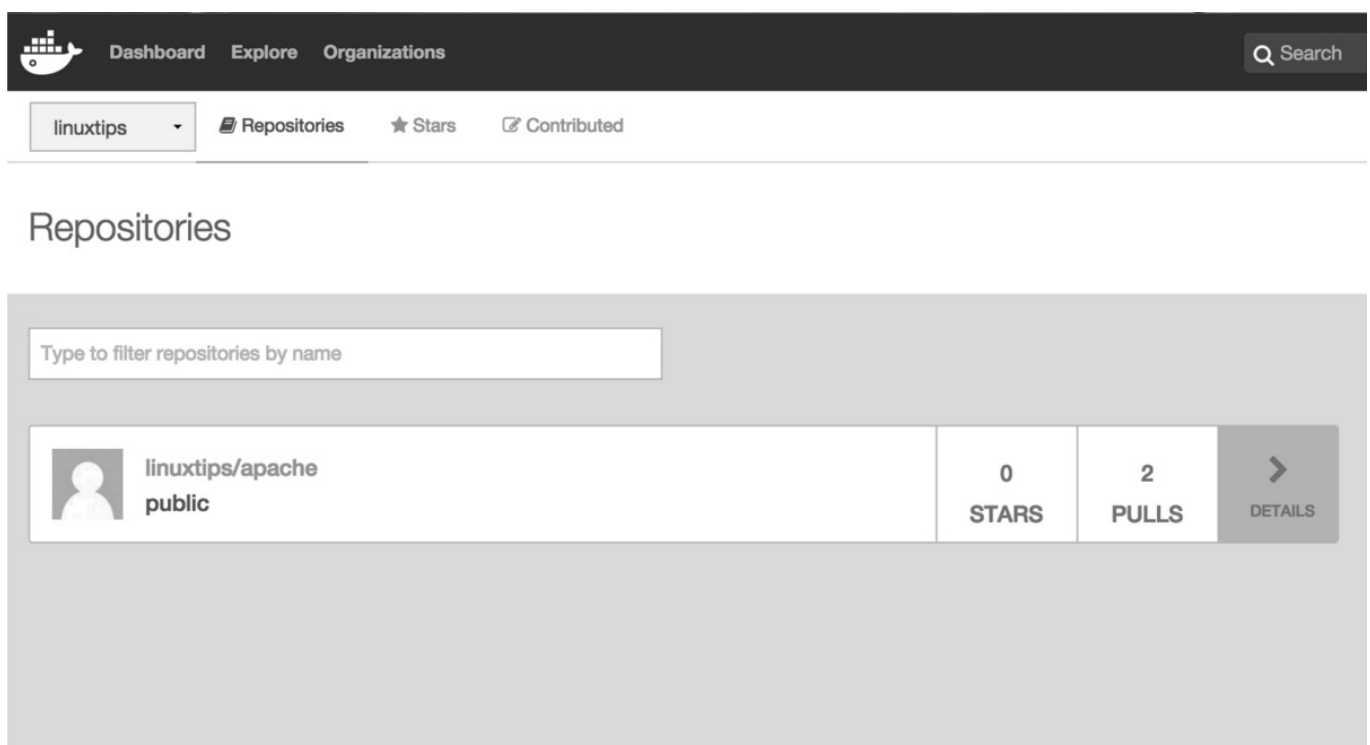 Dashboard Explore Organizations Search
linuxtips Repositories Stars Contributed
Repositories
Type to filter repositories by name
linuxtips/apache
public
0
STARS
2
PULLS
DETAILS